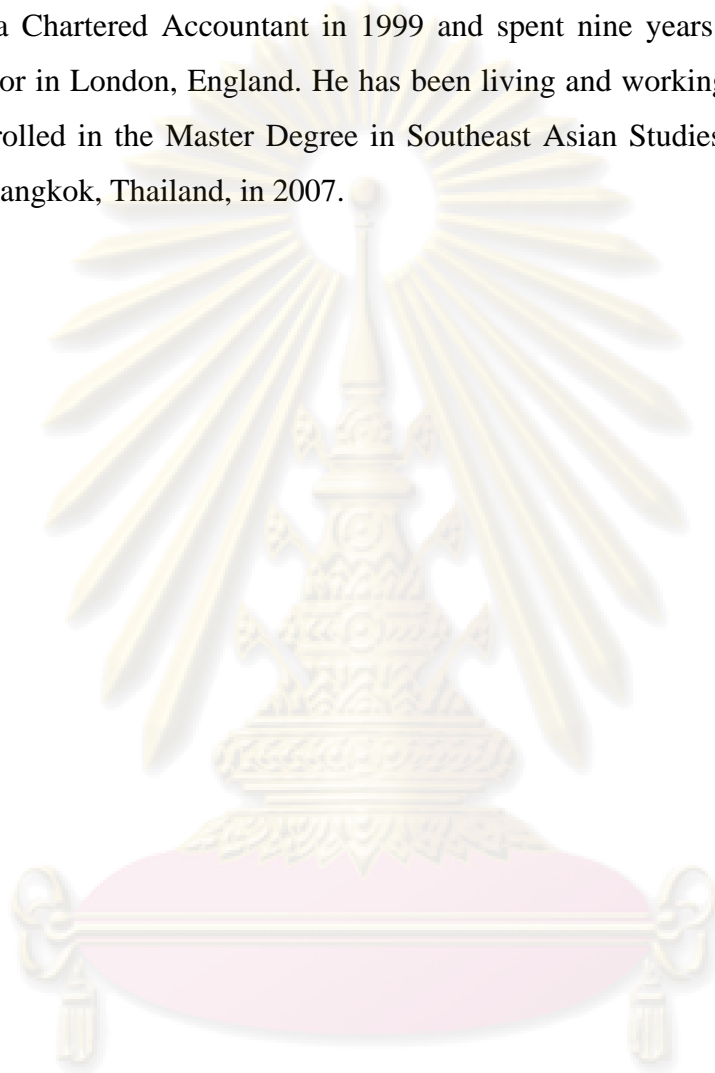 a Chartered Accountant in 1999 and spent nine years
or in London, England. He has been living and working
rolled in the Master Degree in Southeast Asian Studies
angkok, Thailand, in 2007.